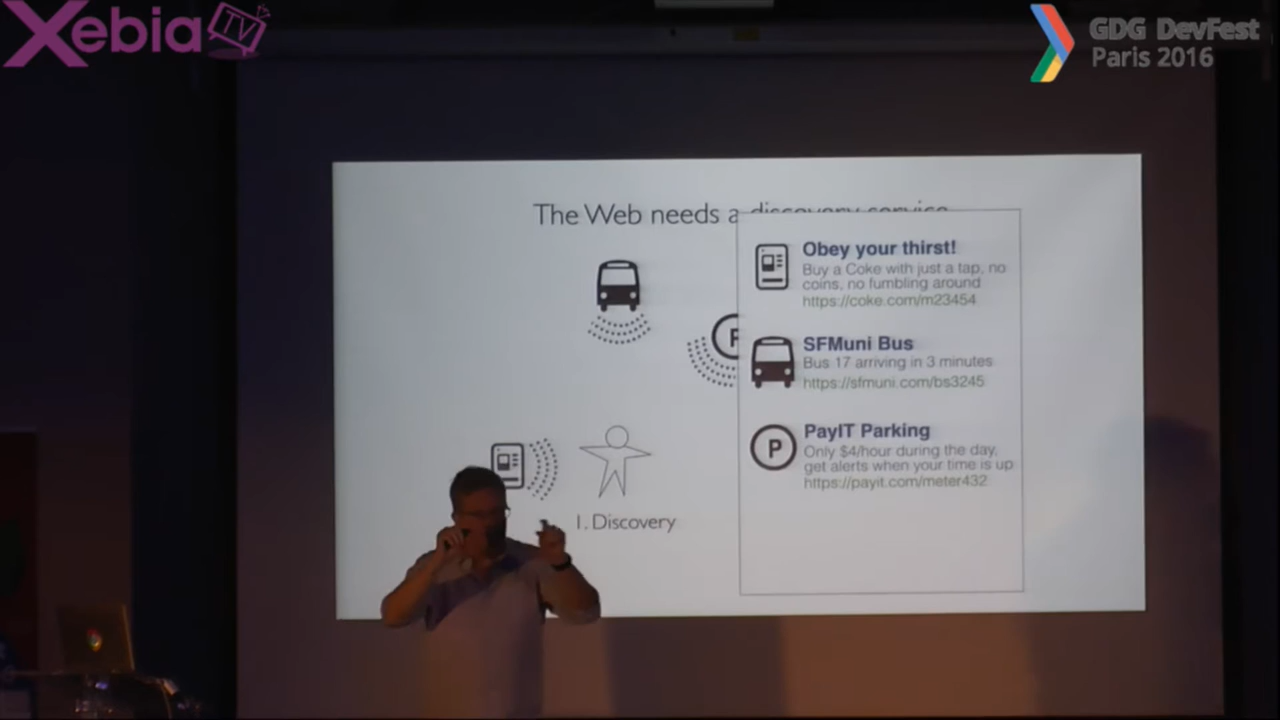 Xebia TV
GDG DevFest
Paris 2016
The Web needs a discovery service
Obey your thirst!
Buy a Coke with just a tap, no
coins, no fumbling around
https://coke.com/m23454
P
SFMuni Bus
Bus 17 arriving in 3 minutes
https://sfmuni.com/bs3245
P
PayIT Parking
Only $4/hour during the day,
get alerts when your time is up
https://payit.com/meter432
1. Discovery